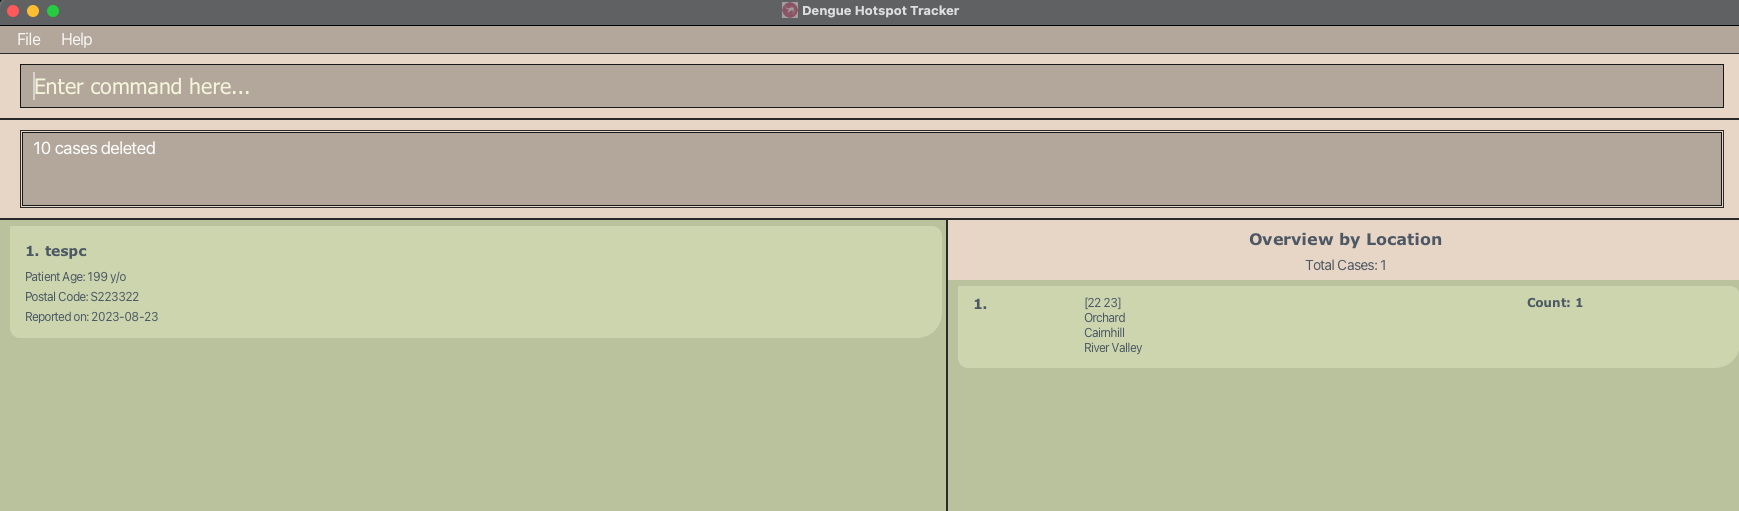 Dengue Hotspot Tracker
File Help
Enter command here...
10 cases deleted
1. tespc
Patient Age: 199 y/o
Postal Code: S223322
Reported on: 2023-08-23
Overview by Location
Total Cases: 1
1. [22 23] Count: 1
Orchard
Cairnhill
River Valley